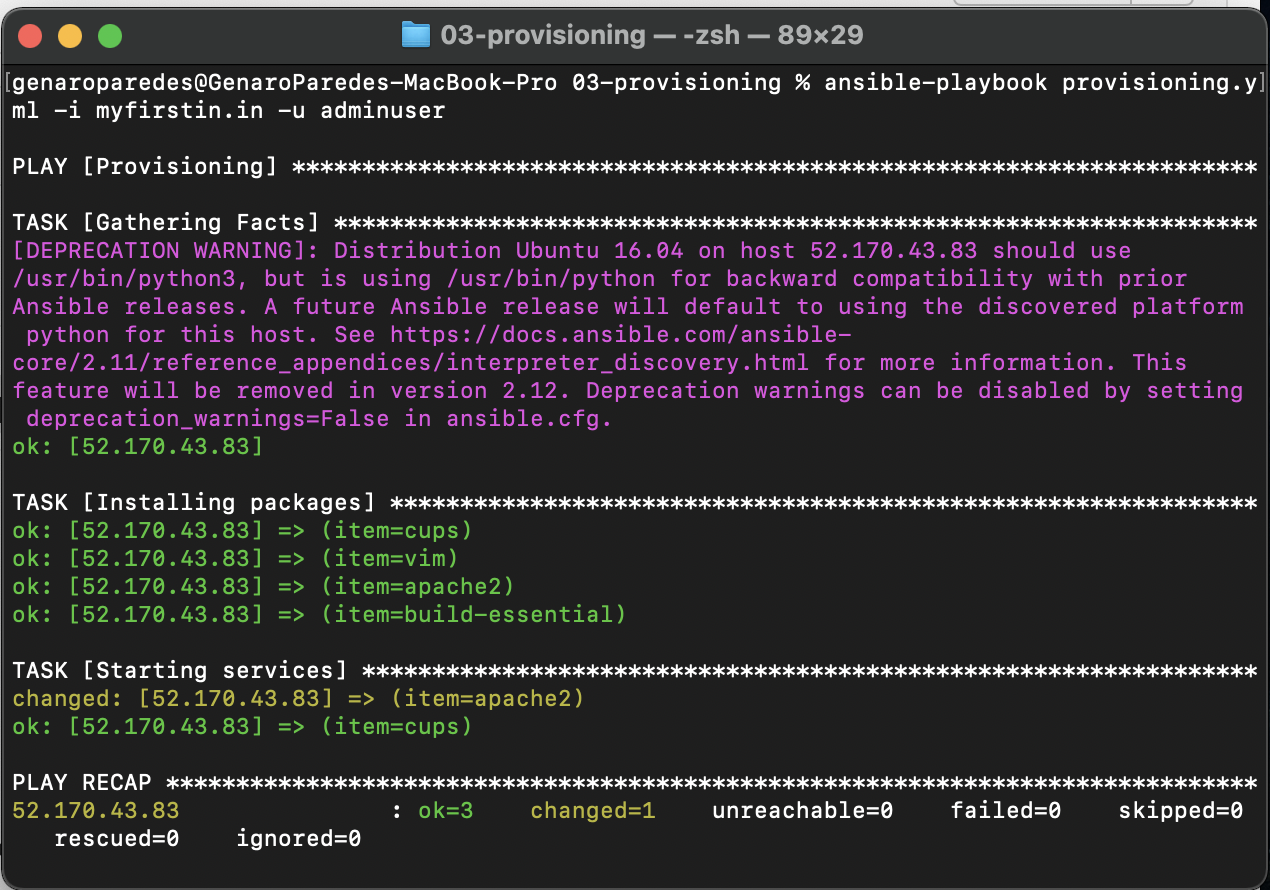 03-provisioning — -zsh — 89×29
[genaroparedes@GenaroParedes-MacBook-Pro 03-provisioning % ansible-playbook provisioning.y]
ml -i myfirstin.in -u adminuser
PLAY [Provisioning] *********************************************************************
TASK [Gathering Facts] ******************************************************************
[DEPRECATION WARNING]: Distribution Ubuntu 16.04 on host 52.170.43.83 should use
/usr/bin/python3, but is using /usr/bin/python for backward compatibility with prior
Ansible releases. A future Ansible release will default to using the discovered platform
 python for this host. See https://docs.ansible.com/ansible-
core/2.11/reference_appendices/interpreter_discovery.html for more information. This
feature will be removed in version 2.12. Deprecation warnings can be disabled by setting
 deprecation_warnings=False in ansible.cfg.
ok: [52.170.43.83]
TASK [Installing packages] **************************************************************
ok: [52.170.43.83] => (item=cups)
ok: [52.170.43.83] => (item=vim)
ok: [52.170.43.83] => (item=apache2)
ok: [52.170.43.83] => (item=build-essential)
TASK [Starting services] ****************************************************************
changed: [52.170.43.83] => (item=apache2)
ok: [52.170.43.83] => (item=cups)
PLAY RECAP ******************************************************************************
52.170.43.83               : ok=3    changed=1    unreachable=0    failed=0    skipped=0
   rescued=0    ignored=0